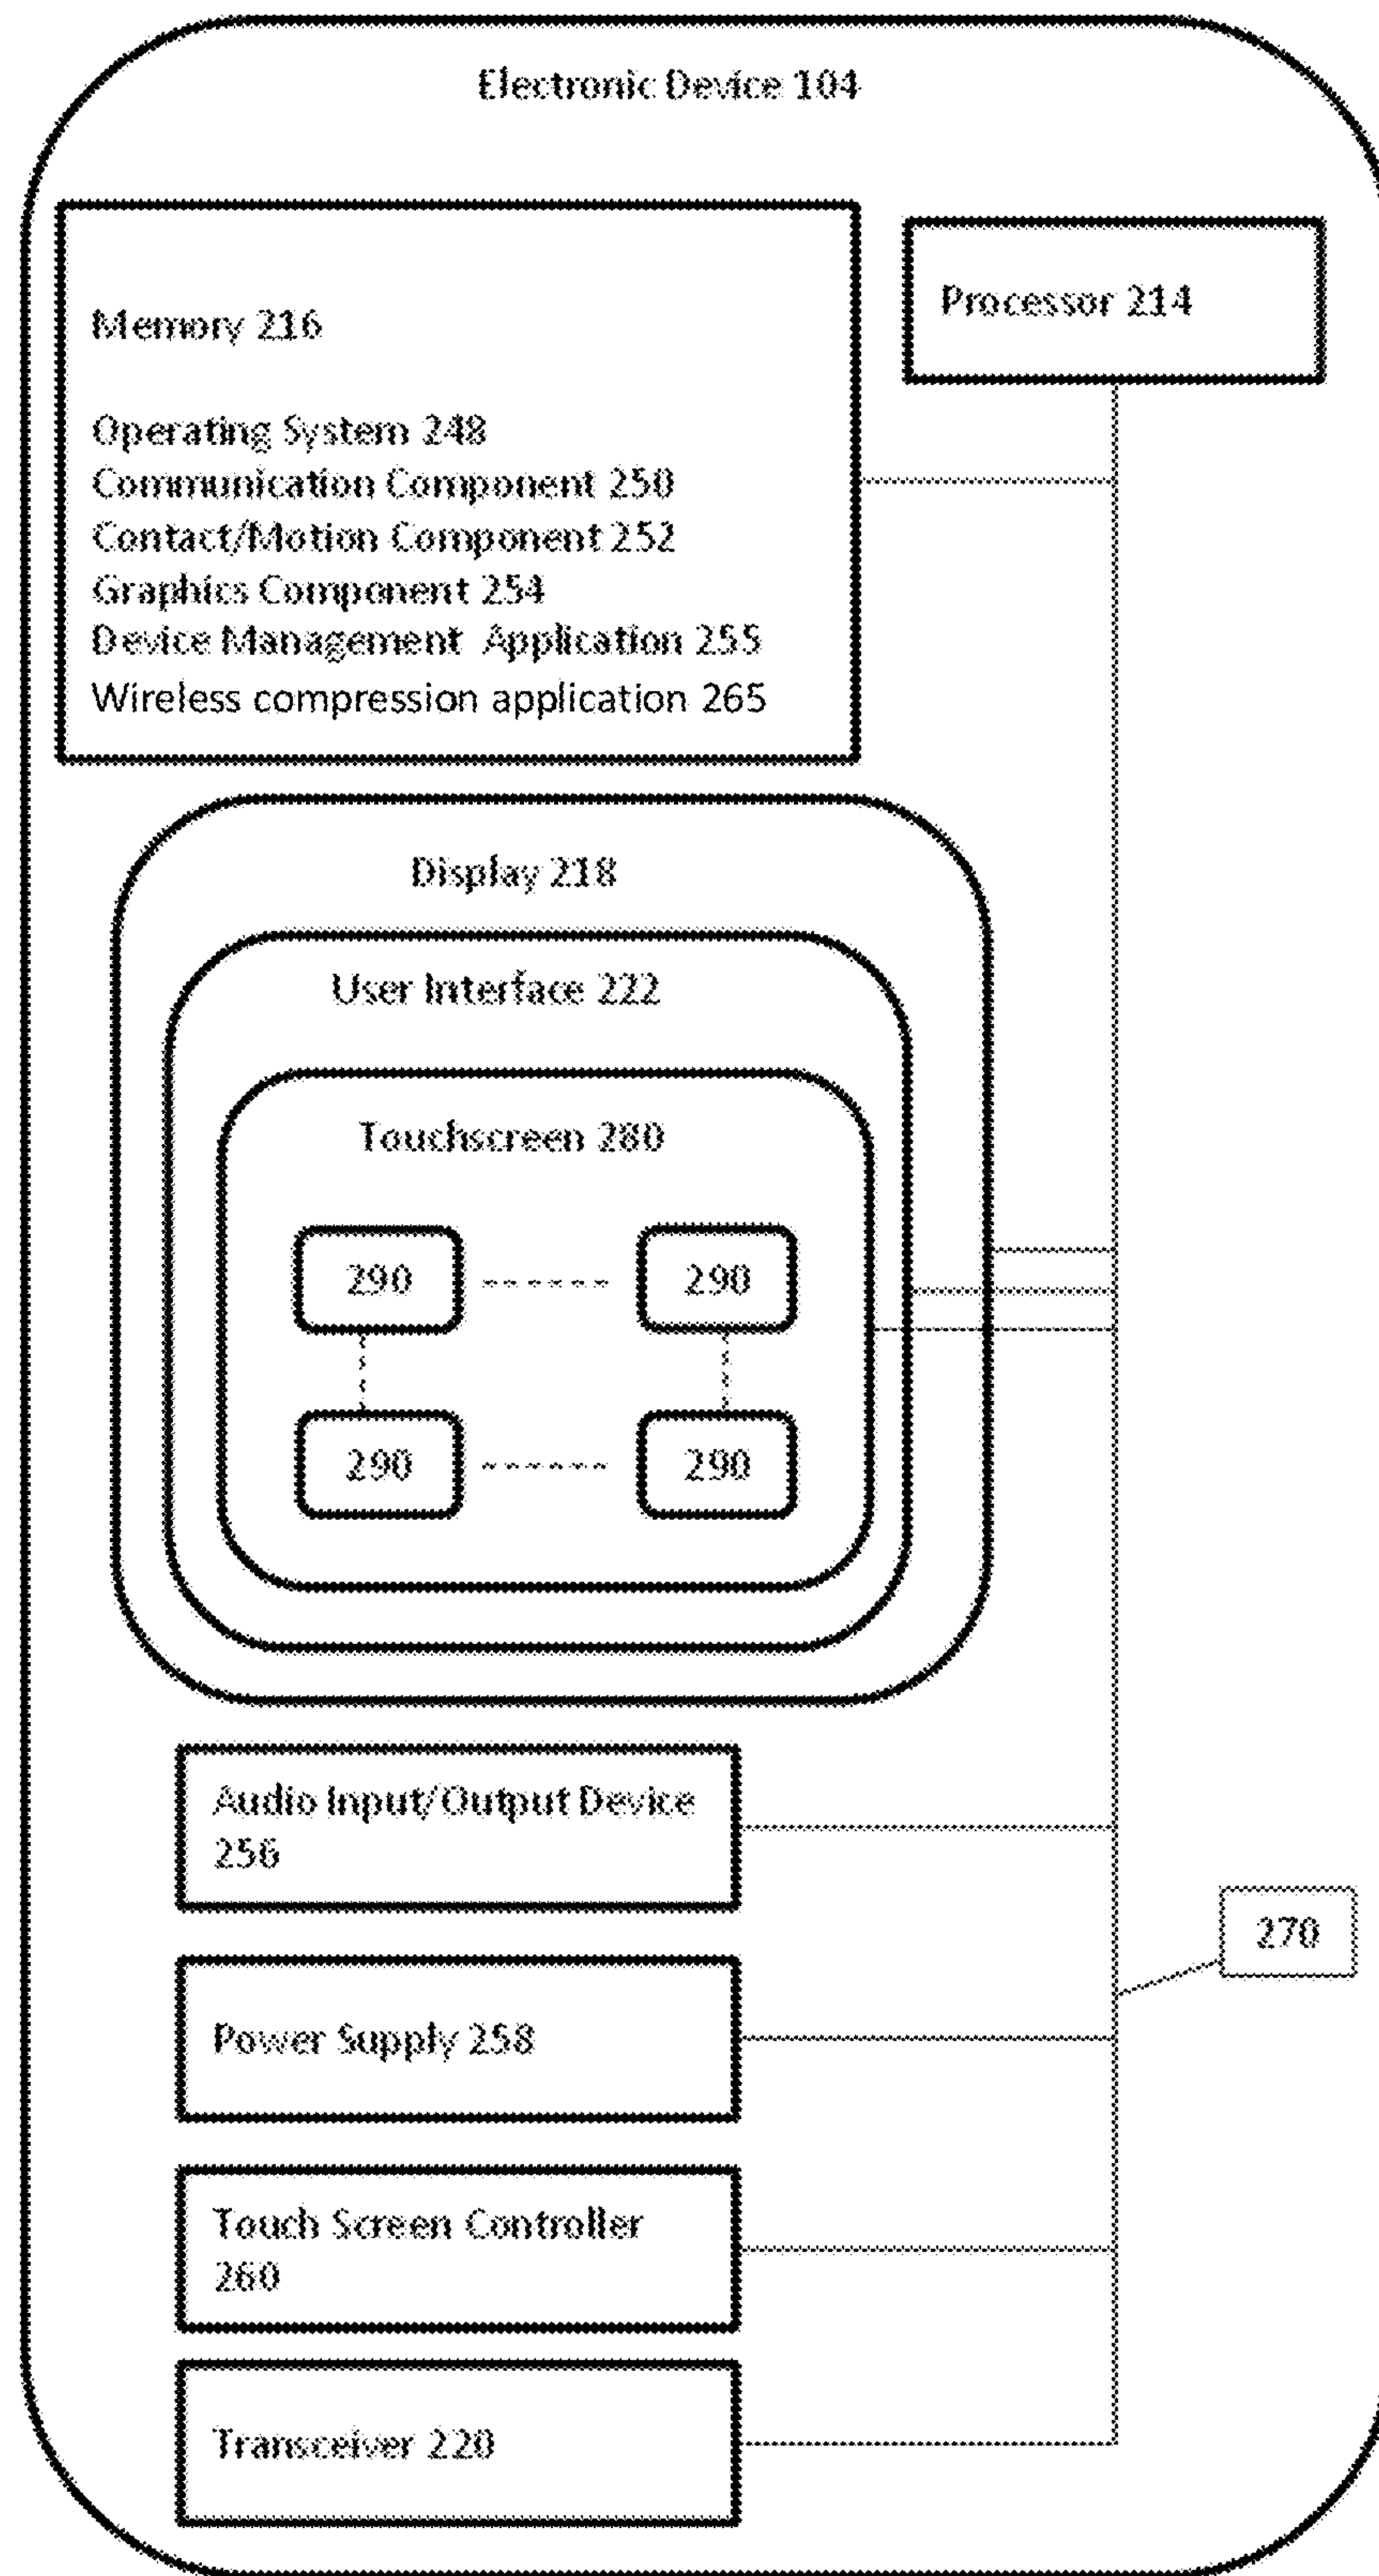 Electronic Device 104
Memory 216
Operating System 248
Communication Component 250
Contact/Motion Component 252
Graphics Component 254
Device Management Application 255
Wireless compression application 265
Processor 214
Display 218
User Interface 222
Touchscreen 280
290
290
290
290
Audio Input/Output Device
256
270
Power Supply 258
Touch Screen Controller
260
Transceiver 220